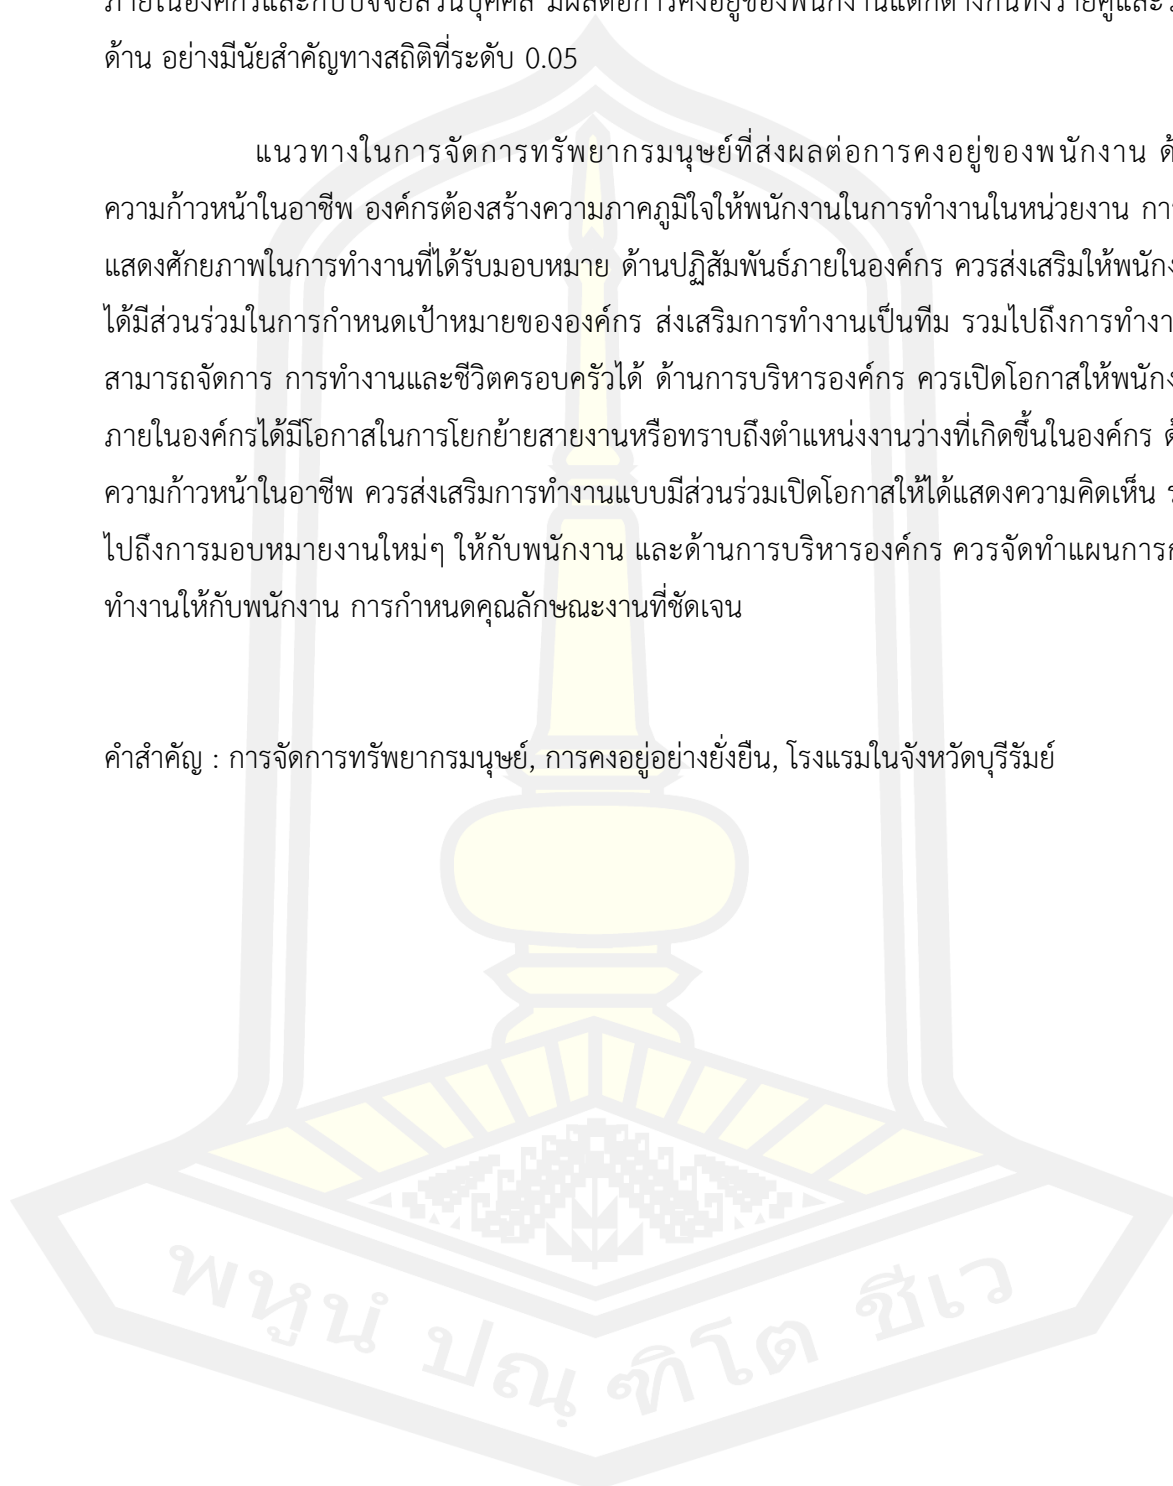 ภายในองค์กรและกับปัจจัยส่วนบุคคล มีผลต่อการคงอยู่ของพนักงานแตกต่างกันทั้งรายคู่และ
ด้าน อย่างมีนัยสำคัญทางสถิติที่ระดับ 0.05
แนวทางในการจัดการทรัพยากรมนุษย์ที่ส่งผลต่อการคงอยู่ของพนักงาน
ความก้าวหน้าในอาชีพ องค์กรต้องสร้างความภาคภูมิใจให้พนักงานในการทำงานในหน่วยงาน
แสดงศักยภาพในการทำงานที่ได้รับมอบหมาย ด้านปฏิสัมพันธ์ภายในองค์กร ควรส่งเสริมให้
ได้มีส่วนร่วมในการกำหนดเป้าหมายขององค์กร ส่งเสริมการทำงานเป็นทีม รวมไปถึง
สามารถจัดการ การทำงานและชีวิตครอบครัวได้ ด้านการบริหารองค์กร ควรเปิดโอกาสให้
ภายในองค์กรได้มีโอกาสในการโยกย้ายสายงานหรือทราบถึงตำแหน่งงานว่างที่เกิดขึ้นในองค์กร
ความก้าวหน้าในอาชีพ ควรส่งเสริมการทำงานแบบมีส่วนร่วมเปิดโอกาสให้ได้แสดงความคิดเห็น
ไปถึงการมอบหมายงานใหม่ๆ ให้กับพนักงาน และด้านการบริหารองค์กร ควรจัดทำแผนการ
ทำงานให้กับพนักงาน การกำหนดคุณลักษณะงานที่ชัดเจน
คำสำคัญ : การจัดการทรัพยากรมนุษย์, การคงอยู่อย่างยั่งยืน, โรงแรมในจังหวัดบุรีรัมย์
พหูนํ ปณฺฑิโต ชีเว